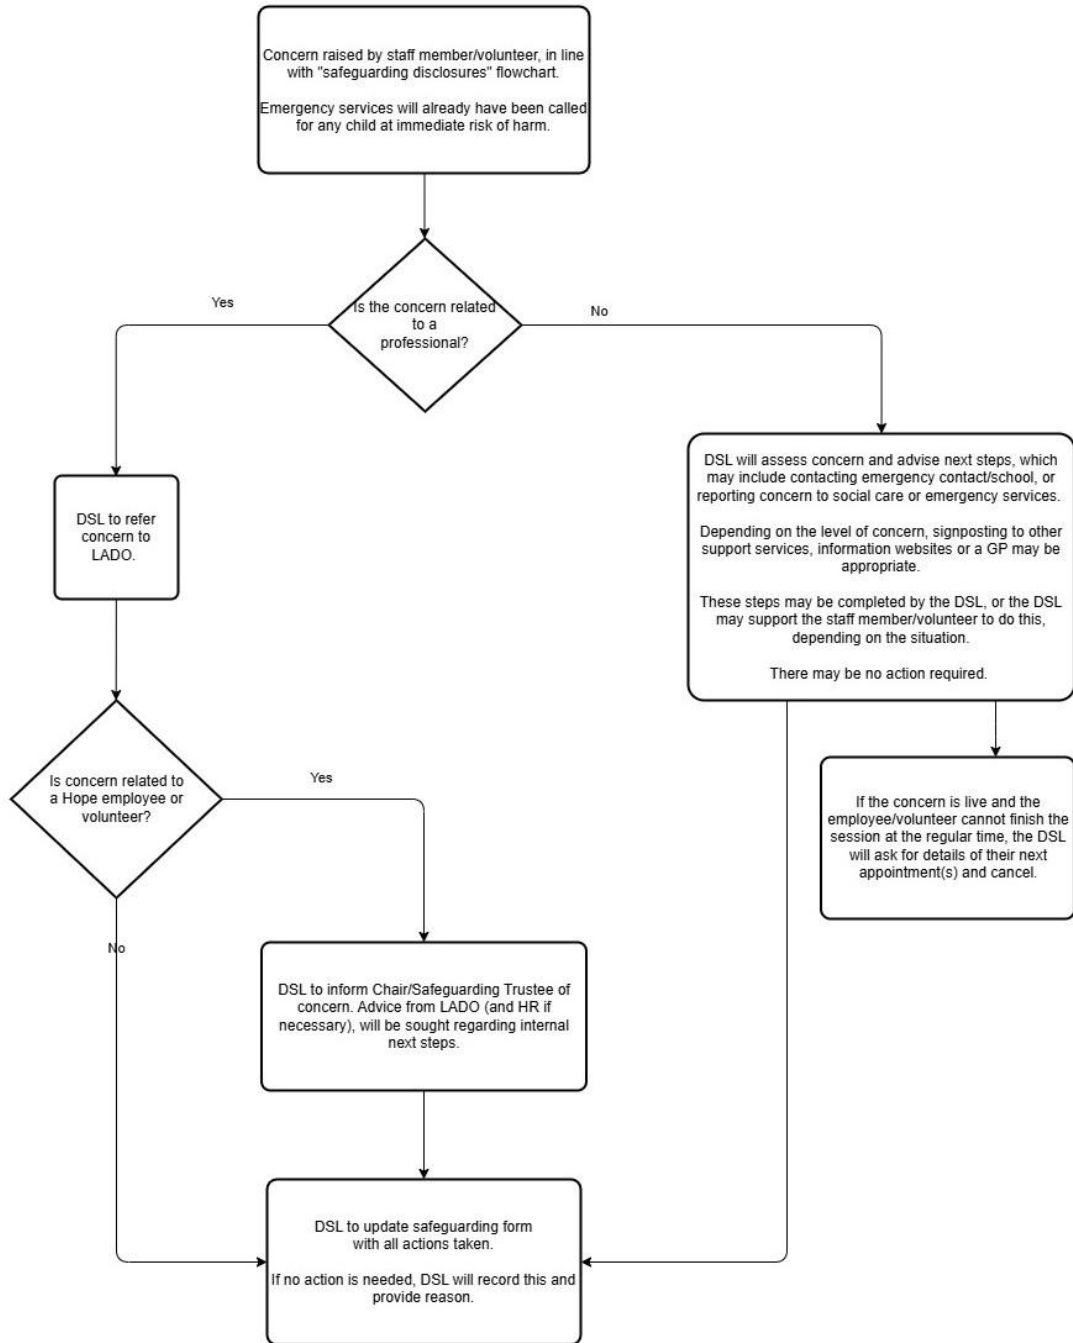 Concern raised by staff member/volunteer, in line
with "safeguarding disclosures" flowchart.
Emergency services will already have been called
for any child at immediate risk of harm.
Is the concern related
to a
professional?
Yes
No
DSL to refer
concern to
LADO.
DSL will assess concern and advise next steps, which
may include contacting emergency contact/school, or
reporting concern to social care or emergency services.
Depending on the level of concern, signposting to other
support services, information websites or a GP may be
appropriate.
These steps may be completed by the DSL, or the DSL
may support the staff member/volunteer to do this,
depending on the situation.
There may be no action required.
Is concern related to
a Hope employee or
volunteer?
Yes
No
If the concern is live and the
employee/volunteer cannot finish the
session at the regular time, the DSL
will ask for details of their next
appointment(s) and cancel.
DSL to inform Chair/Safeguarding Trustee of
concern. Advice from LADO (and HR if
necessary), will be sought regarding internal
next steps.
DSL to update safeguarding form
with all actions taken.
If no action is needed, DSL will record this and
provide reason.